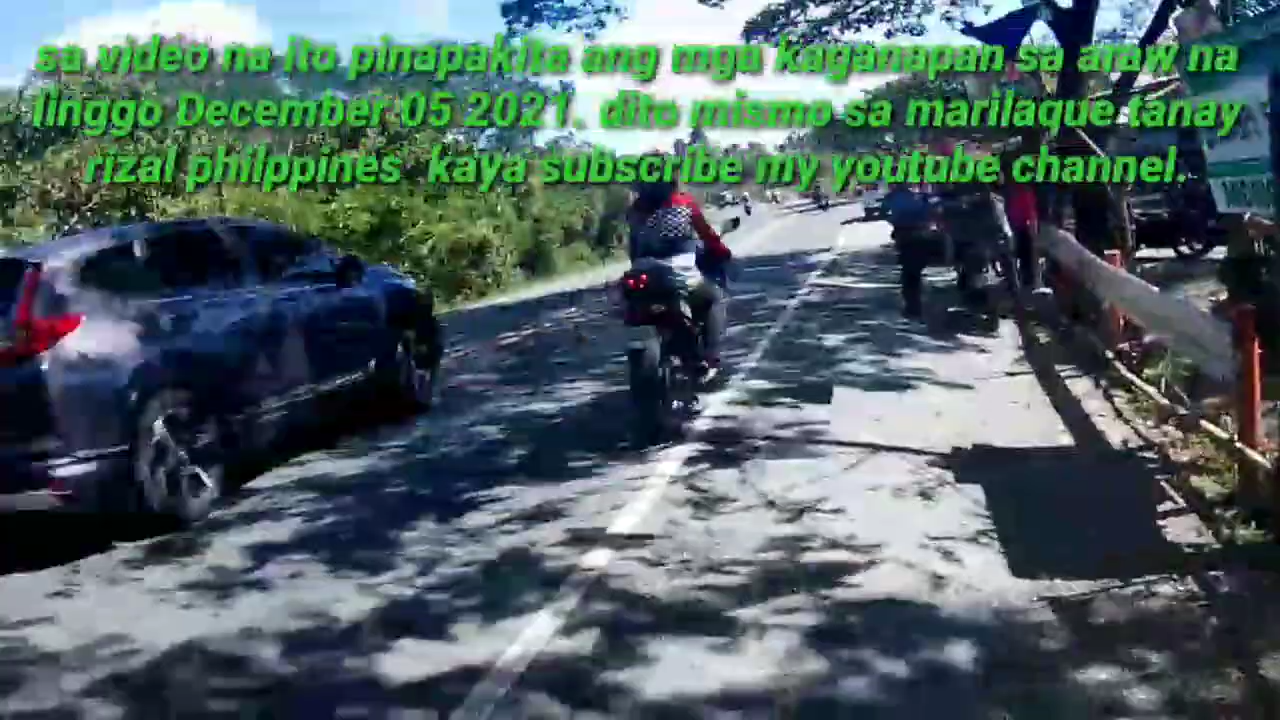 sa video na ito pinapakita ang mga kaganapan sa araw na
linggo December 05 2021. dito mismo sa marilaque tanay
rizal philppines kaya subscribe my youtube channel.